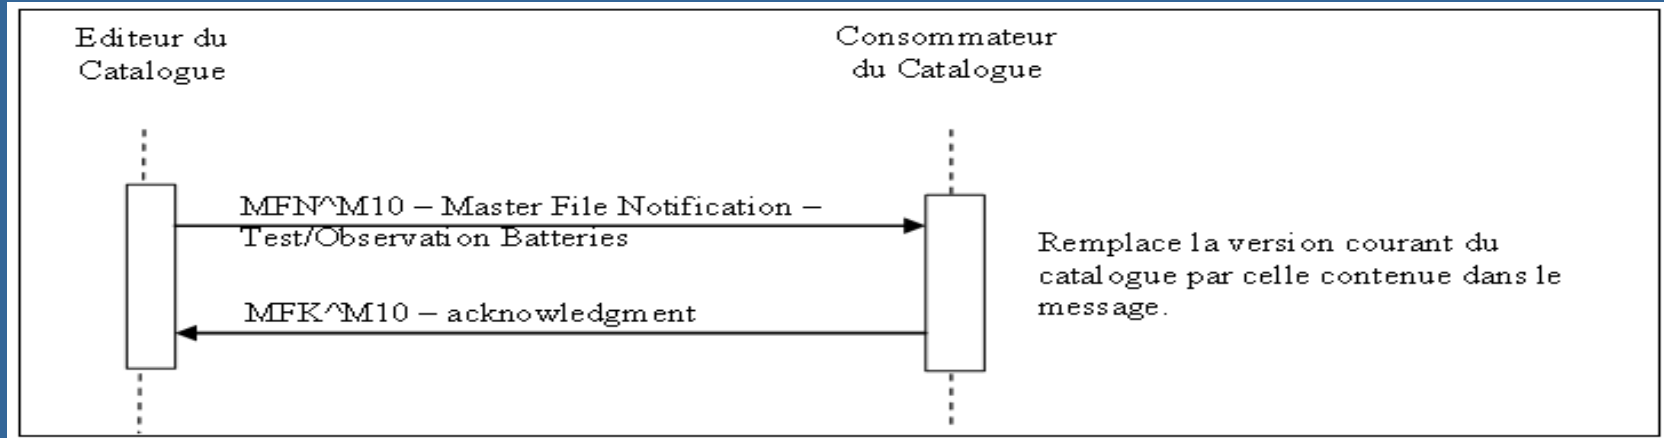 Editeur du
Catalogue
Consommateur
du Catalogue
MFN^M10 – Master File Notification –
Test/Observation Batteries
Remplace la version courant du
catalogue par celle contenue dans le
message.
MFK^M10 – acknowledgment